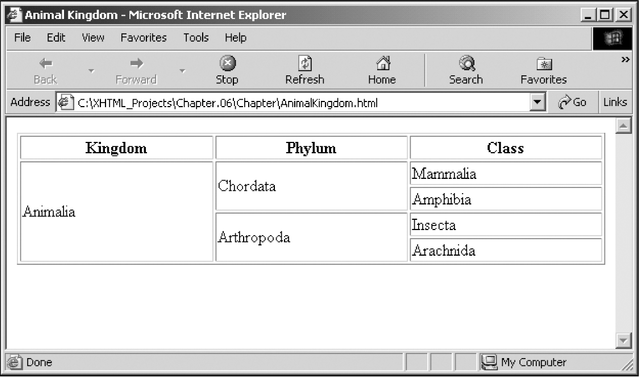 Animal Kingdom - Microsoft Internet Explorer
File Edit View Favorites Tools Help
Back Forward Stop Refresh Home Search Favorites »
Address C:\XHTML_Projects\Chapter.06\Chapter\AnimalKingdom.html Go Links
Kingdom Phylum Class
Animalia Chordata Mammalia
Amphibia
Arthropoda Insecta
Arachnida
Done My Computer